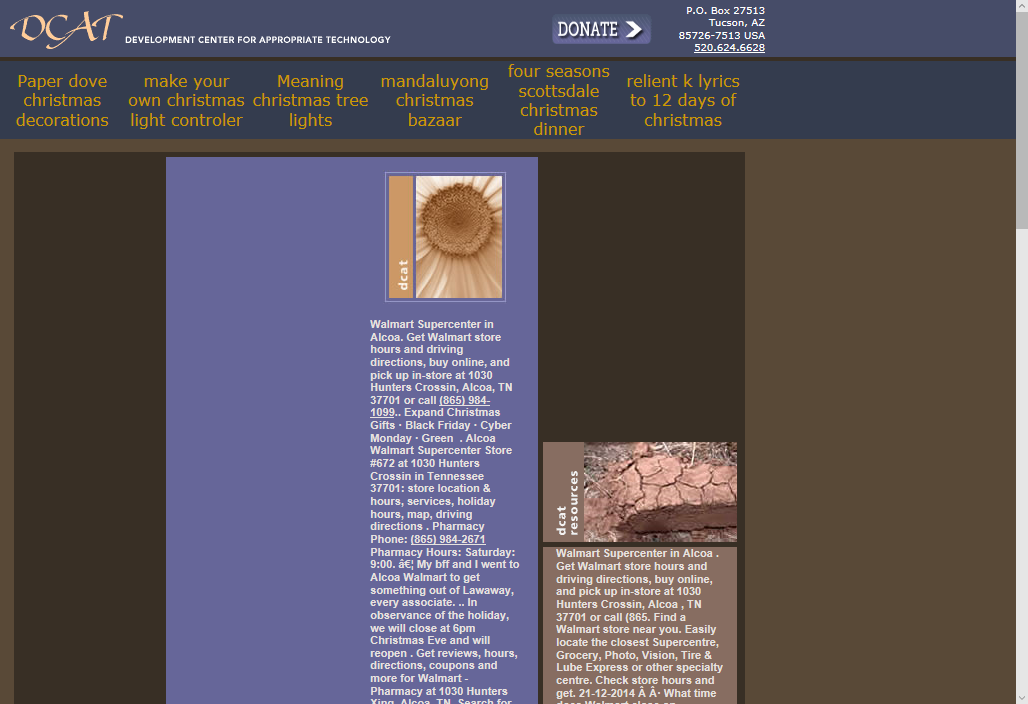 DCAT
DEVELOPMENT CENTER FOR APPROPRIATE TECHNOLOGY
DONATE
P.O. Box 27513
Tucson, AZ
85726-7513 USA
520.624.6628
Paper dove
christmas
decorations
make your
own christmas
light controler
Meaning
christmas tree
lights
mandaluyong
christmas
bazaar
four seasons
scottsdale
christmas
dinner
relient k lyrics
to 12 days of
christmas
dcat
Walmart Supercenter in
Alcoa. Get Walmart store
hours and driving
directions, buy online, and
pick up in-store at 1030
Hunters Crossin, Alcoa, TN
37701 or call (865) 984-
1099.. Expand Christmas
Gifts · Black Friday · Cyber
Monday · Green . Alcoa
Walmart Supercenter Store
#672 at 1030 Hunters
Crossin in Tennessee
37701: store location &
hours, services, holiday
hours, map, driving
directions . Pharmacy
Phone: (865) 984-2671
Pharmacy Hours: Saturday:
9:00. â€¦ My bff and I went to
Alcoa Walmart to get
something out of Lawaway,
every associate. .. In
observance of the holiday,
we will close at 6pm
Christmas Eve and will
reopen . Get reviews, hours,
directions, coupons and
more for Walmart -
Pharmacy at 1030 Hunters
Xing, Alcoa, TN. Search for
dcat
resources
Walmart Supercenter in Alcoa .
Get Walmart store hours and
driving directions, buy online,
and pick up in-store at 1030
Hunters Crossin, Alcoa , TN
37701 or call (865. Find a
Walmart store near you. Easily
locate the closest Supercentre,
Grocery, Photo, Vision, Tire &
Lube Express or other specialty
centre. Check store hours and
get. 21-12-2014 Â Â· What time
does Walmart close on